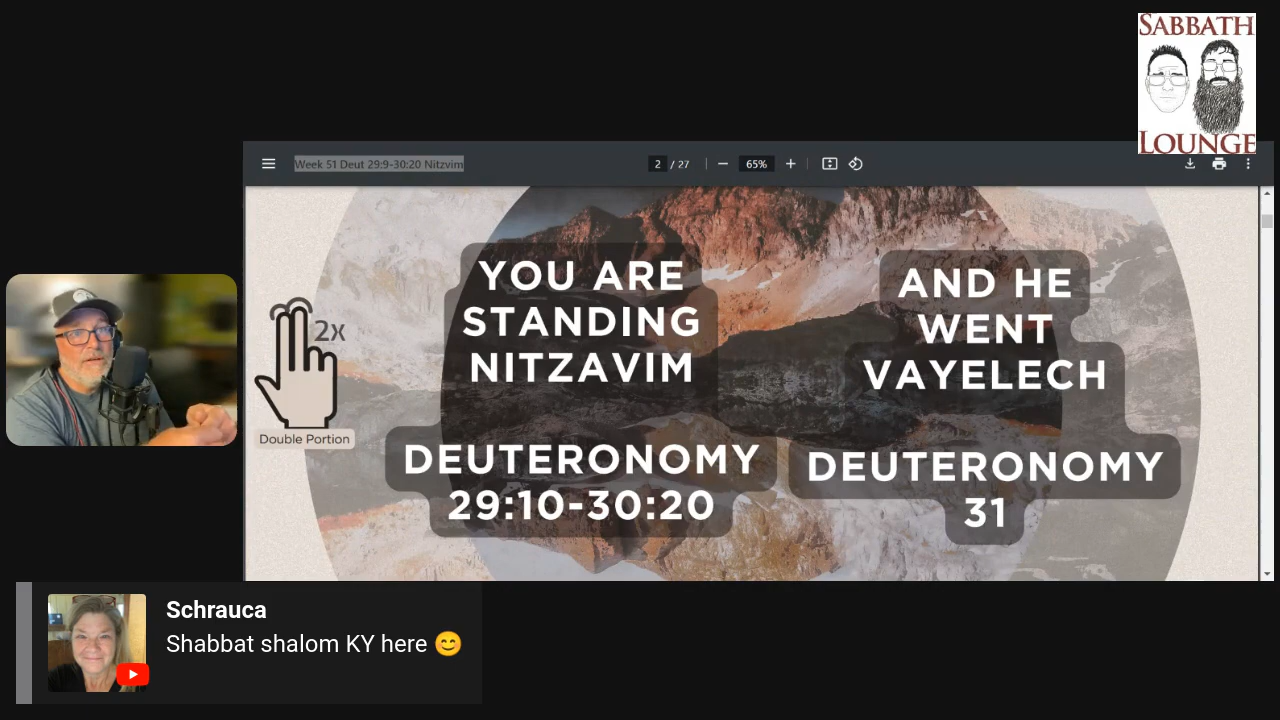 SABBATH
LOUNGE
Week 51 Deut 29:9-30:20 Nitzvim
2 / 27
65%
YOU ARE
STANDING
NITZAVIM
DEUTERONOMY
29:10-30:20
AND HE
WENT
VAYELECH
DEUTERONOMY
31
2x
Double Portion
Schrauca
Shabbat shalom KY here 😊